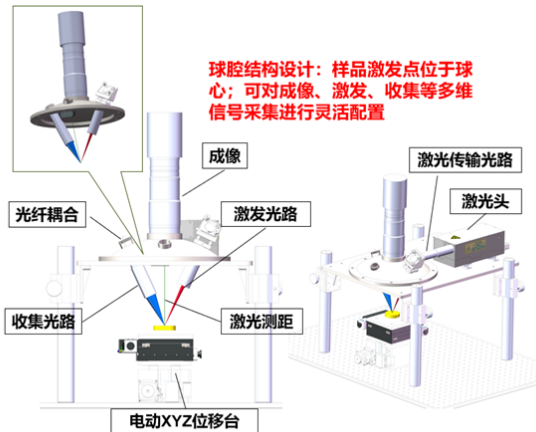 球腔结构设计：样品激发点位于球
心；可对成像、激发、收集等多维
信号采集进行灵活配置
成像
激光传输光路
光纤耦合
激发光路
激光头
收集光路
激光测距
电动XYZ位移台